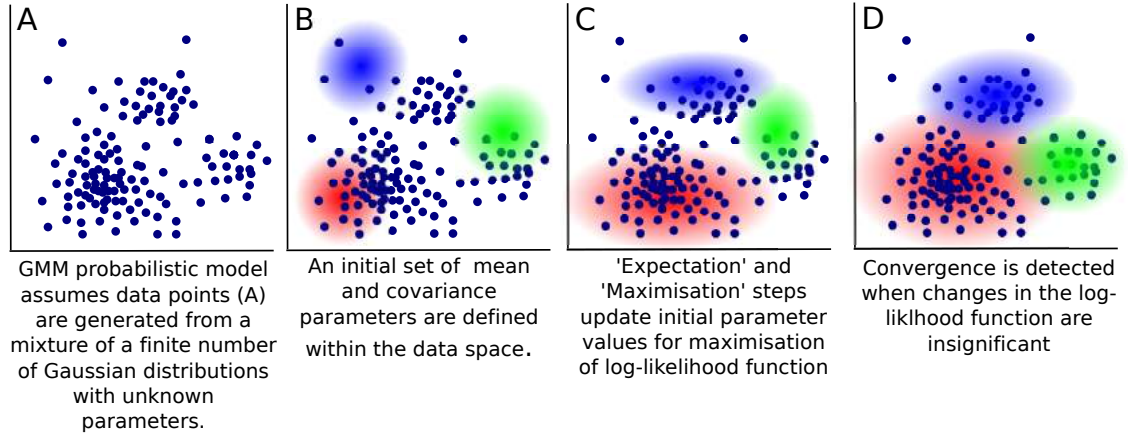 A
B
C
D
GMM probabilistic model
assumes data points (A)
are generated from a
mixture of a finite number
of Gaussian distributions
with unknown
parameters.
An initial set of mean
and covariance
parameters are defined
within the data space.
'Expectation' and
'Maximisation' steps
update initial parameter
values for maximisation
of log-likelihood function
Convergence is detected
when changes in the log-
liklhood function are
insignificant